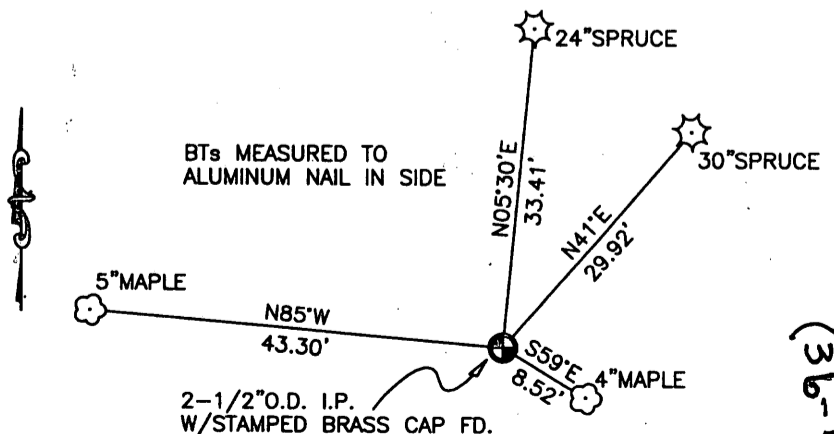 24"SPRUCE
BTs MEASURED TO
ALUMINUM NAIL IN SIDE
30"SPRUCE
N05°30'E
33.41'
N41°E
29.92'
5"MAPLE
N85°W
43.30'
S59°E
8.52'
4"MAPLE
2-1/2"O.D. I.P.
W/STAMPED BRASS CAP FD.